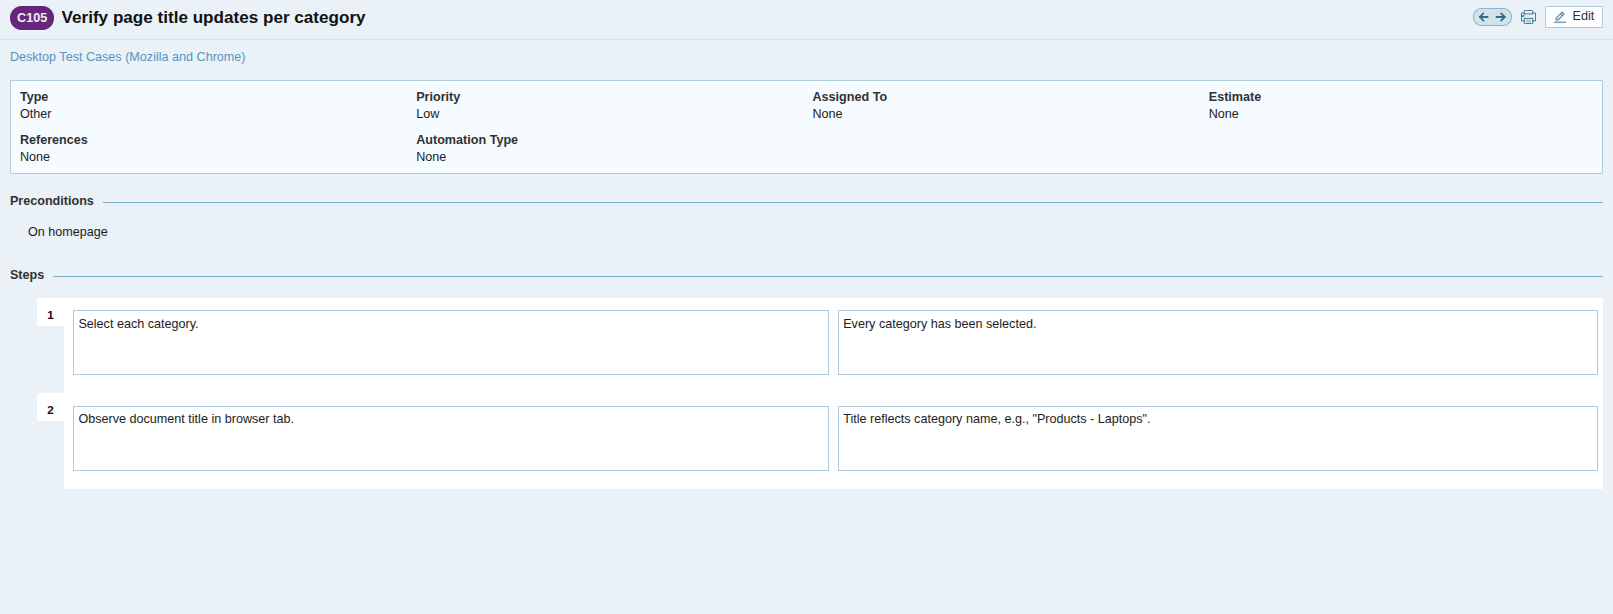 C105 Verify page title updates per category
Edit
Desktop Test Cases (Mozilla and Chrome)
Type Priority Assigned To Estimate
Other Low None None
References Automation Type
None None
Preconditions
On homepage
Steps
1 Select each category. Every category has been selected.
2 Observe document title in browser tab. Title reflects category name, e.g., "Products - Laptops".